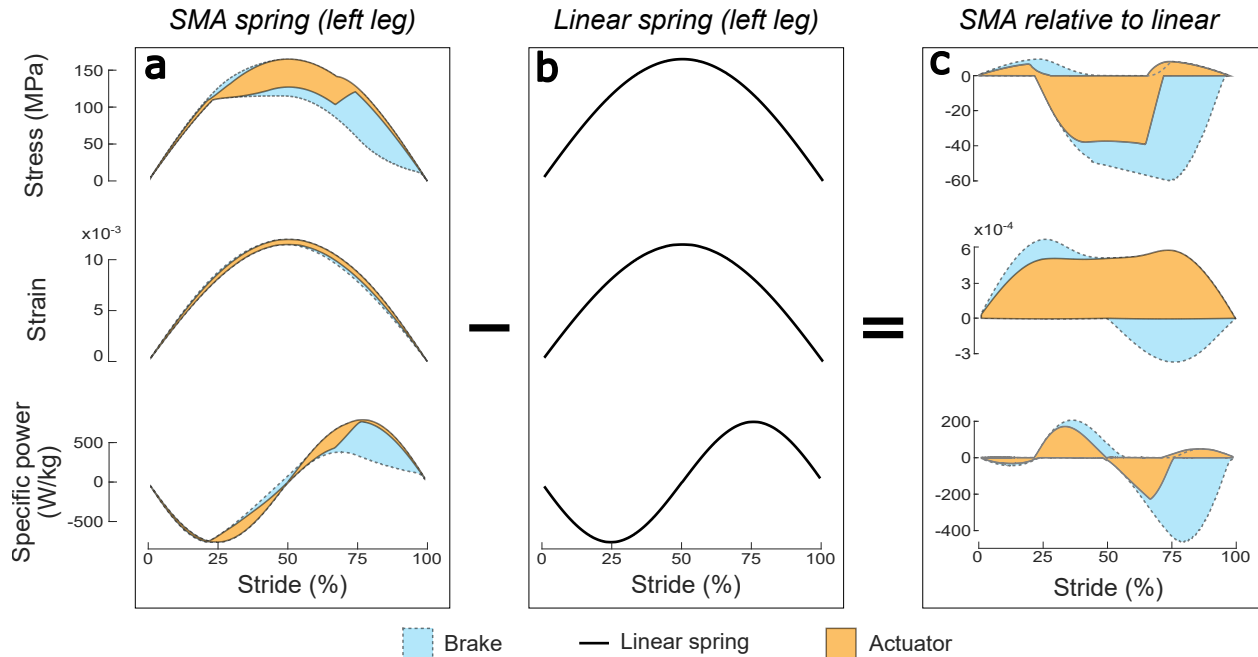 SMA spring (left leg)
Linear spring (left leg)
SMA relative to linear
a
b
c
Stress (MPa)
150
100
50
0
0
-20
-40
-60
Strain
x10-3
10
5
0
x10-4
6
3
0
-3
Specific power
(W/kg)
500
0
-500
200
0
-200
-400
0 25 50 75 100
0 25 50 75 100
0 25 50 75 100
Stride (%)
Stride (%)
Stride (%)
Brake
Linear spring
Actuator